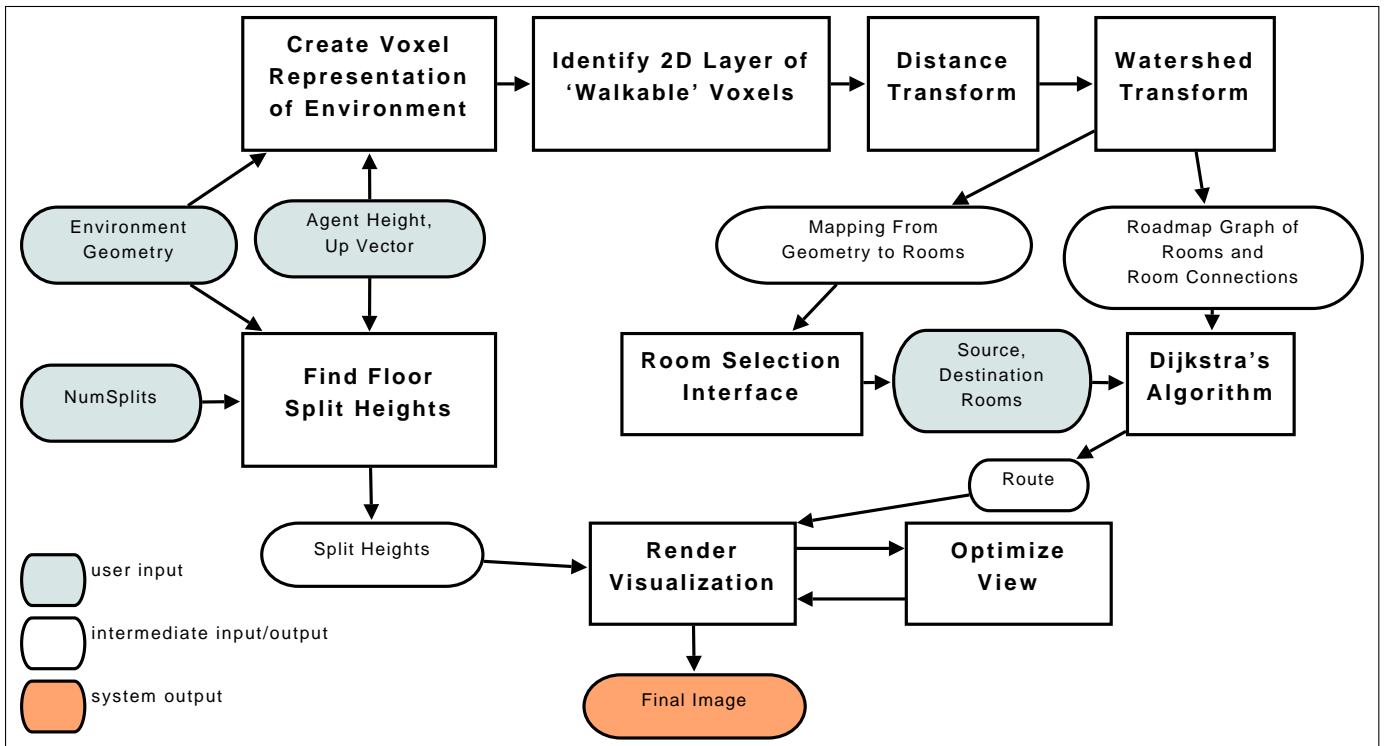 Create Voxel
Representation
of Environment
Identify 2D Layer of
‘Walkable’ Voxels
Distance
Transform
Watershed
Transform
Environment
Geometry
Agent Height,
Up Vector
Mapping From
Geometry to Rooms
Roadmap Graph of
Rooms and
Room Connections
NumSplits
Find Floor
Split Heights
Room Selection
Interface
Source,
Destination
Rooms
Dijkstra’s
Algorithm
Route
Split Heights
Render
Visualization
Optimize
View
user input
intermediate input/output
system output
Final Image